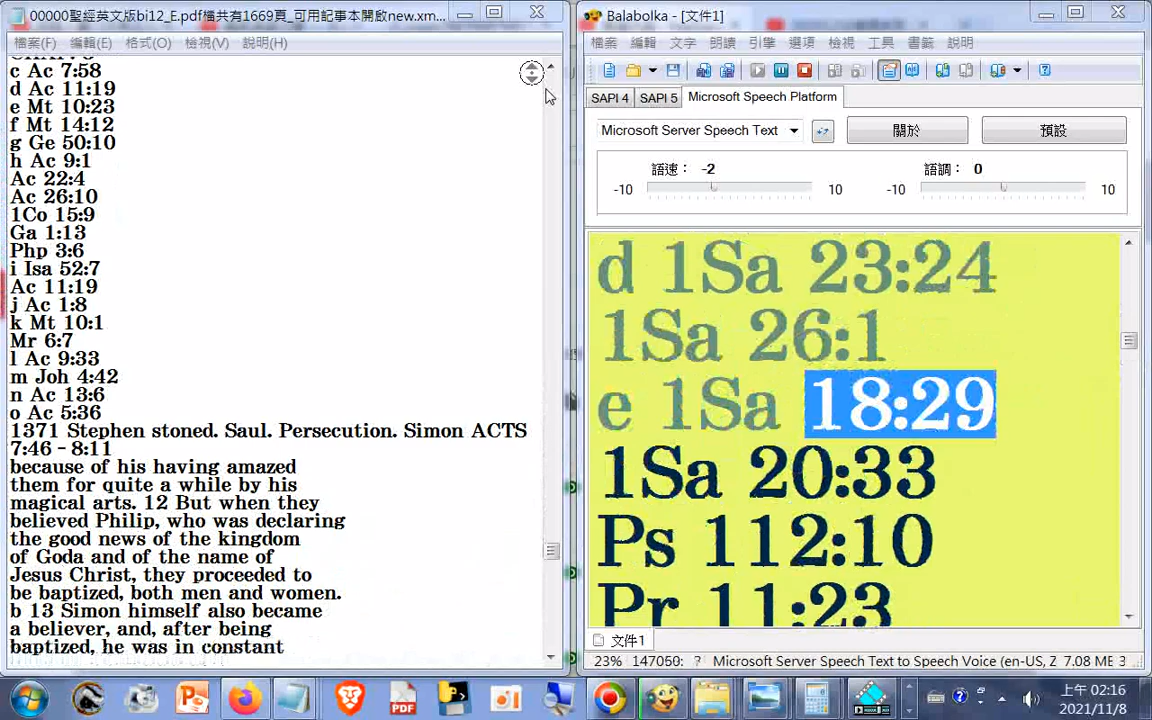 00000聖經英文版bi12_E.pdf檔共有1669頁_可用記事本開啟new.xm...
檔案(F) 編輯(E) 格式(O) 檢視(V) 說明(H)
c Ac 7:58
d Ac 11:19
e Mt 10:23
f Mt 14:12
g Ge 50:10
h Ac 9:1
Ac 22:4
Ac 26:10
1Co 15:9
Ga 1:13
Php 3:6
i Isa 52:7
Ac 11:19
j Ac 1:8
k Mt 10:1
Mr 6:7
l Ac 9:33
m Joh 4:42
n Ac 13:6
o Ac 5:36
1371 Stephen stoned. Saul. Persecution. Simon ACTS
7:46 – 8:11
because of his having amazed
them for quite a while by his
magical arts. 12 But when they
believed Philip, who was declaring
the good news of the kingdom
of Goda and of the name of
Jesus Christ, they proceeded to
be baptized, both men and women.
b 13 Simon himself also became
a believer, and, after being
baptized, he was in constant
Balabolka - [文件1]
檔案 編輯 文字 朗讀 引擎 選項 檢視 工具 書籤 說明
SAPI 4 SAPI 5 Microsoft Speech Platform
Microsoft Server Speech Text 關於 預設
語速： -2 語調： 0
-10 10 -10 10
d 1Sa 23:24
1Sa 26:1
e 1Sa 18:29
1Sa 20:33
Ps 112:10
Pr 11:23
文件1
23% 147050: ? Microsoft Server Speech Text to Speech Voice (en-US, Z 7.08 ME 3
上午 02:16
2021/11/8